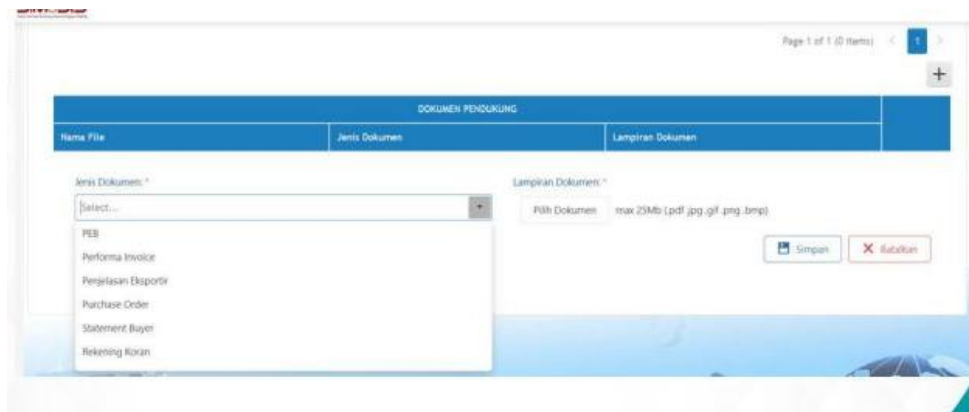 Page 1 of 1 (0 items) < 1 >
+
DOKUMEN PENDUKUNG
Nama File Jenis Dokumen Lampiran Dokumen
Jenis Dokumen: * Lampiran Dokumen: *
Select... Pilih Dokumen max 25Mb (.pdf .jpg .gif .png .bmp)
PEB
Simpan Batalkan
Performa Invoice
Penjelasan Eksportir
Purchase Order
Statement Buyer
Rekening Koran